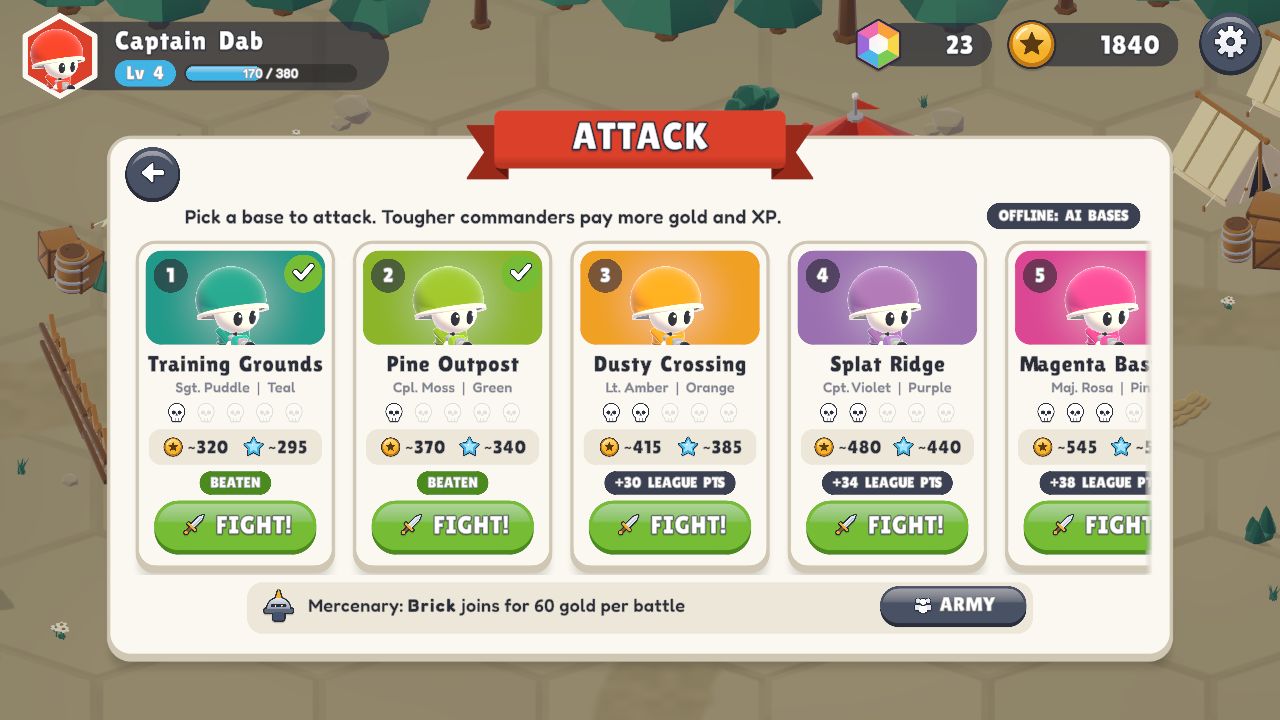 Captain Dab
Lv 4
170 / 380
23
1840
ATTACK
Pick a base to attack. Tougher commanders pay more gold and XP.
OFFLINE: AI BASES
1
Training Grounds
Sgt. Puddle | Teal
~320 ~295
BEATEN
FIGHT!
2
Pine Outpost
Cpl. Moss | Green
~370 ~340
BEATEN
FIGHT!
3
Dusty Crossing
Lt. Amber | Orange
~415 ~385
+30 LEAGUE PTS
FIGHT!
4
Splat Ridge
Cpt. Violet | Purple
~480 ~440
+34 LEAGUE PTS
FIGHT!
5
Magenta Bas
Maj. Rosa | Pin
~545
+38 LEAGUE PT
FIGHT
Mercenary: Brick joins for 60 gold per battle
ARMY